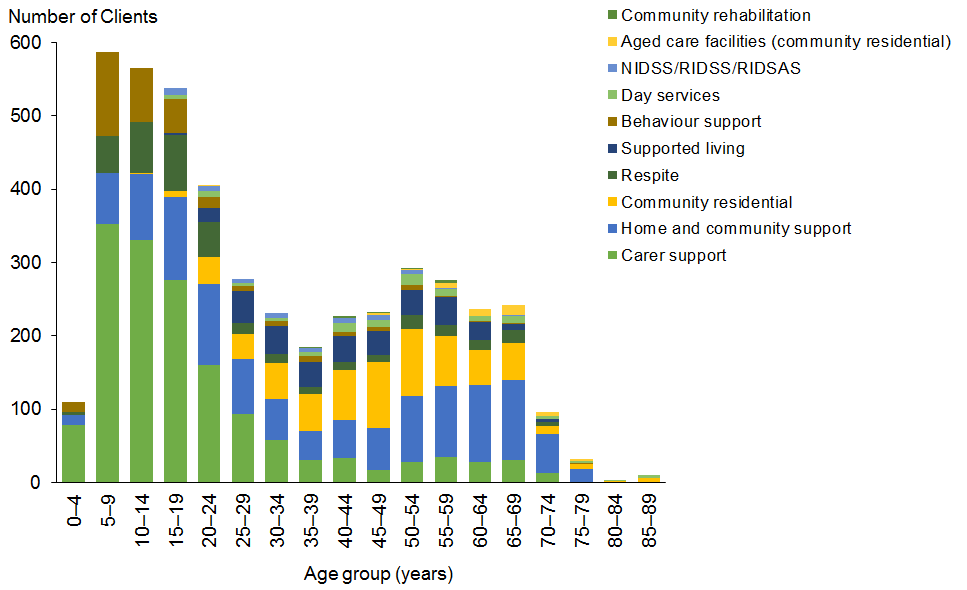 Number of Clients
600
500
400
300
200
100
0
0–4
5–9
10–14
15–19
20–24
25–29
30–34
35–39
40–44
45–49
50–54
55–59
60–64
65–69
70–74
75–79
80–84
85–89
Age group (years)
Community rehabilitation
Aged care facilities (community residential)
NIDSS/RIDSS/RIDSAS
Day services
Behaviour support
Supported living
Respite
Community residential
Home and community support
Carer support